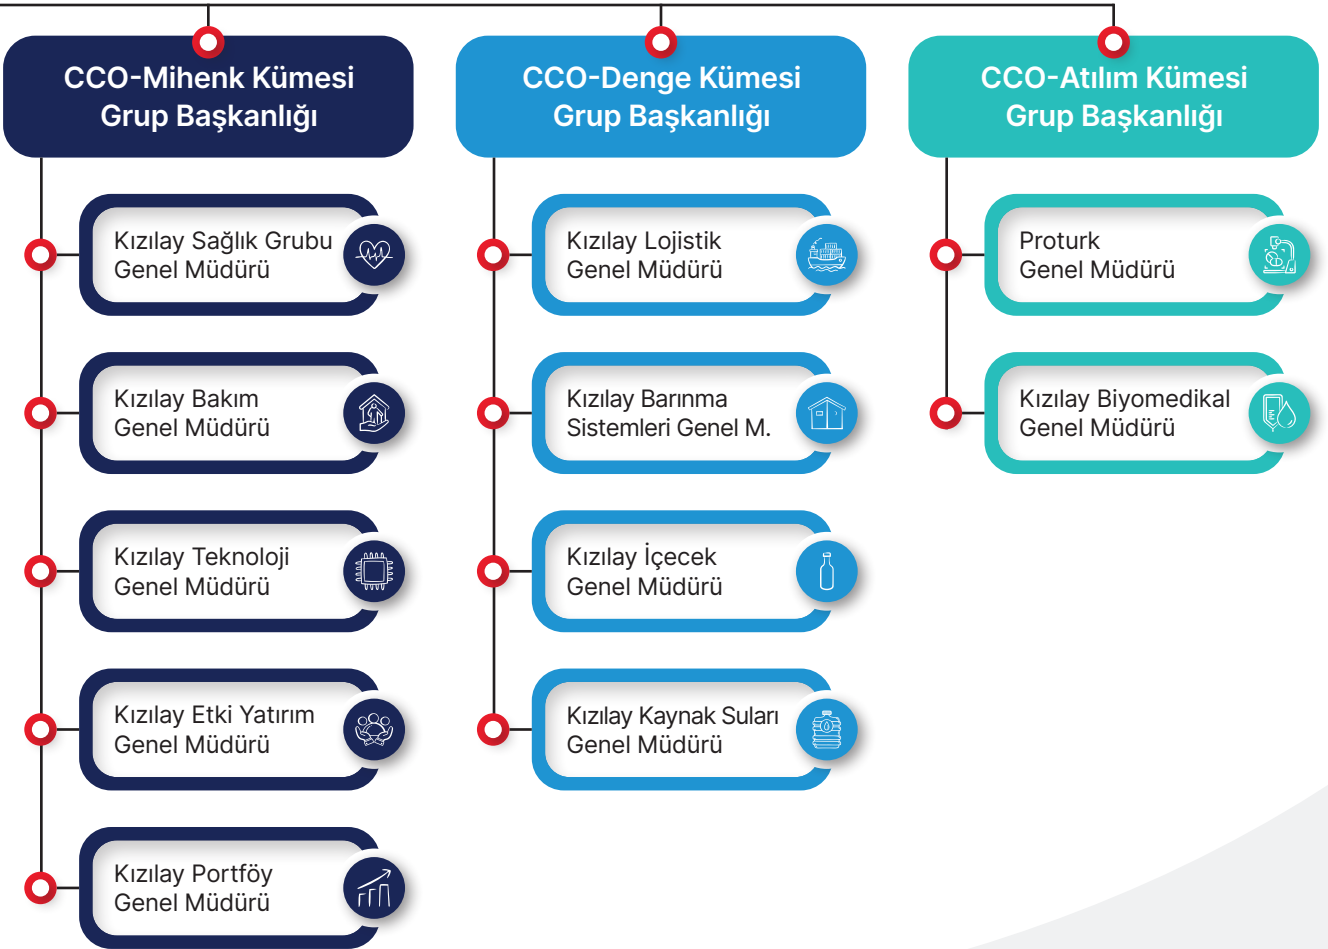 CCO-Mihenk Kümesi
Grup Başkanlığı
Kızılay Sağlık Grubu
Genel Müdürü
Kızılay Bakım
Genel Müdürü
Kızılay Teknoloji
Genel Müdürü
Kızılay Etki Yatırım
Genel Müdürü
Kızılay Portföy
Genel Müdürü
CCO-Denge Kümesi
Grup Başkanlığı
Kızılay Lojistik
Genel Müdürü
Kızılay Barınma
Sistemleri Genel M.
Kızılay İçecek
Genel Müdürü
Kızılay Kaynak Suları
Genel Müdürü
CCO-Atılım Kümesi
Grup Başkanlığı
Proturk
Genel Müdürü
Kızılay Biyomedikal
Genel Müdürü